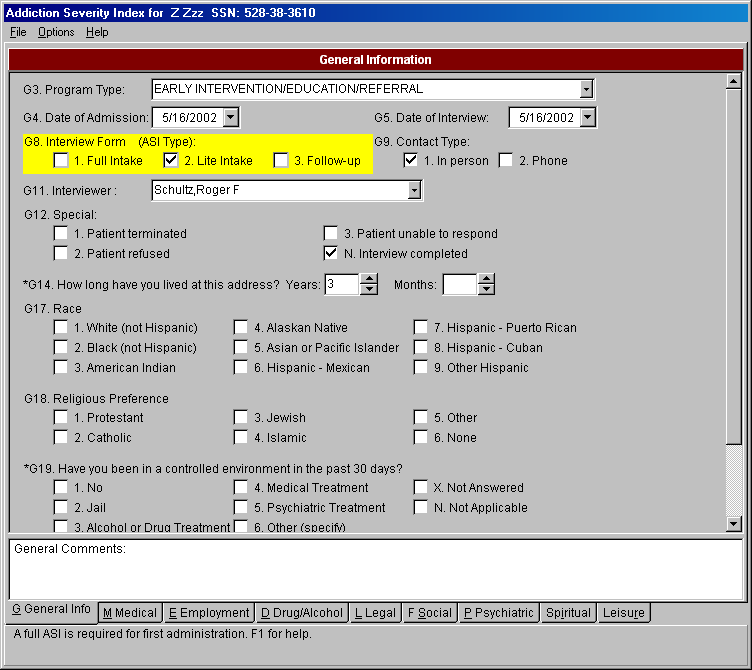 Addiction Severity Index for Z Zzz SSN: 528-38-3610
File Options Help
General Information
G3. Program Type: EARLY INTERVENTION/EDUCATION/REFERRAL
G4. Date of Admission: 5/16/2002 G5. Date of Interview: 5/16/2002
G8. Interview Form (ASI Type): G9. Contact Type:
1. Full Intake 2. Lite Intake 3. Follow-up 1. In person 2. Phone
G11. Interviewer : Schultz,Roger F
G12. Special:
1. Patient terminated 3. Patient unable to respond
2. Patient refused N. Interview completed
*G14. How long have you lived at this address? Years: 3 Months:
G17. Race
1. White (not Hispanic) 4. Alaskan Native 7. Hispanic - Puerto Rican
2. Black (not Hispanic) 5. Asian or Pacific Islander 8. Hispanic - Cuban
3. American Indian 6. Hispanic - Mexican 9. Other Hispanic
G18. Religious Preference
1. Protestant 3. Jewish 5. Other
2. Catholic 4. Islamic 6. None
*G19. Have you been in a controlled environment in the past 30 days?
1. No 4. Medical Treatment X. Not Answered
2. Jail 5. Psychiatric Treatment N. Not Applicable
3. Alcohol or Drug Treatment 6. Other (specify)
General Comments:
G General Info M Medical E Employment D Drug/Alcohol L Legal F Social P Psychiatric Spiritual Leisure
A full ASI is required for first administration. F1 for help.